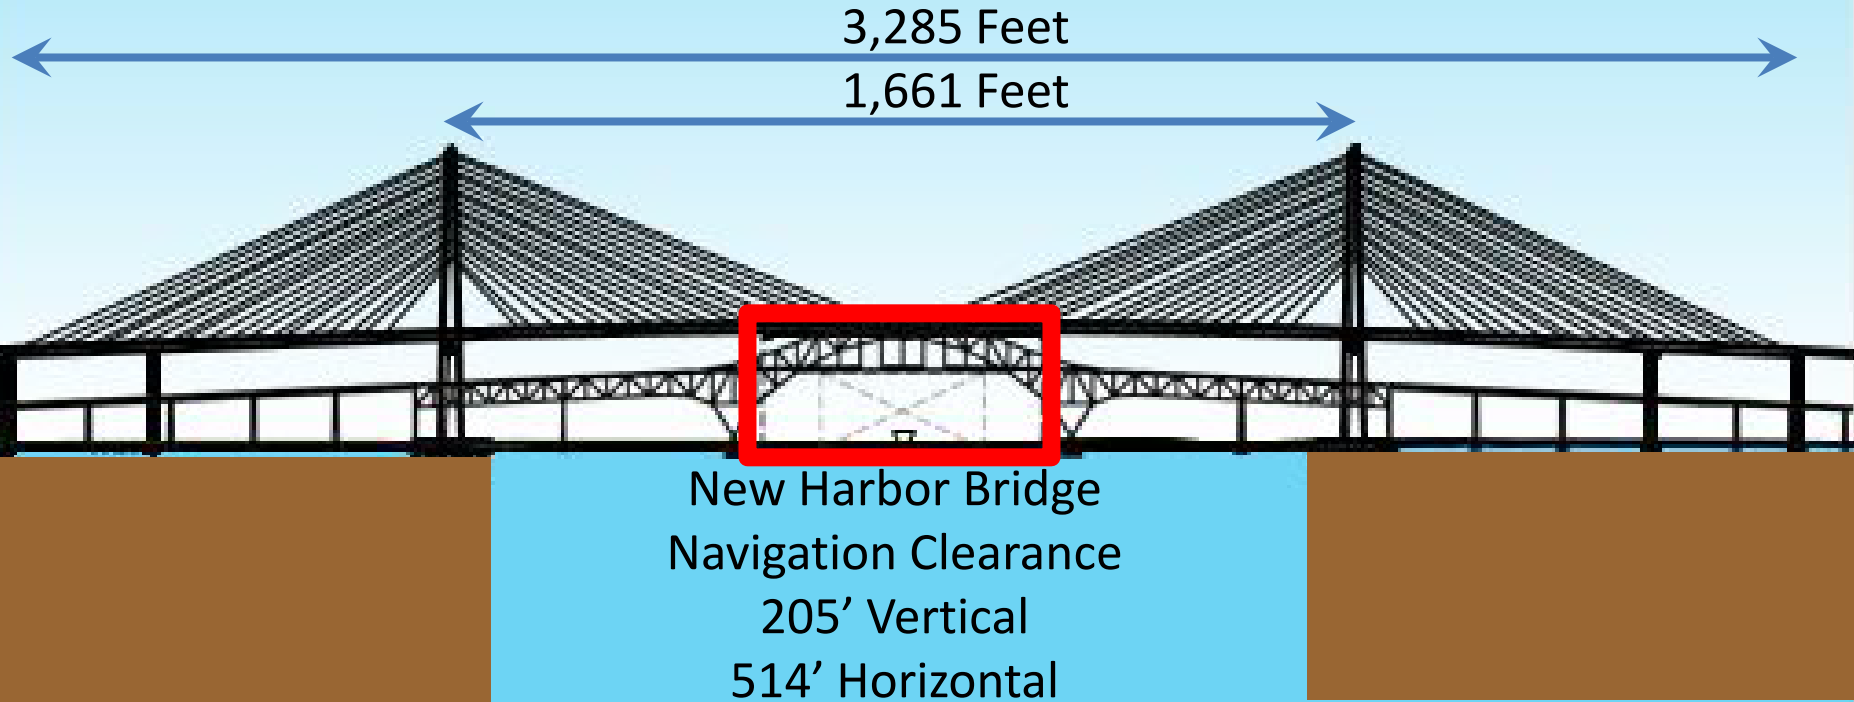 3,285 Feet
1,661 Feet
New Harbor Bridge
Navigation Clearance
205’ Vertical
514’ Horizontal